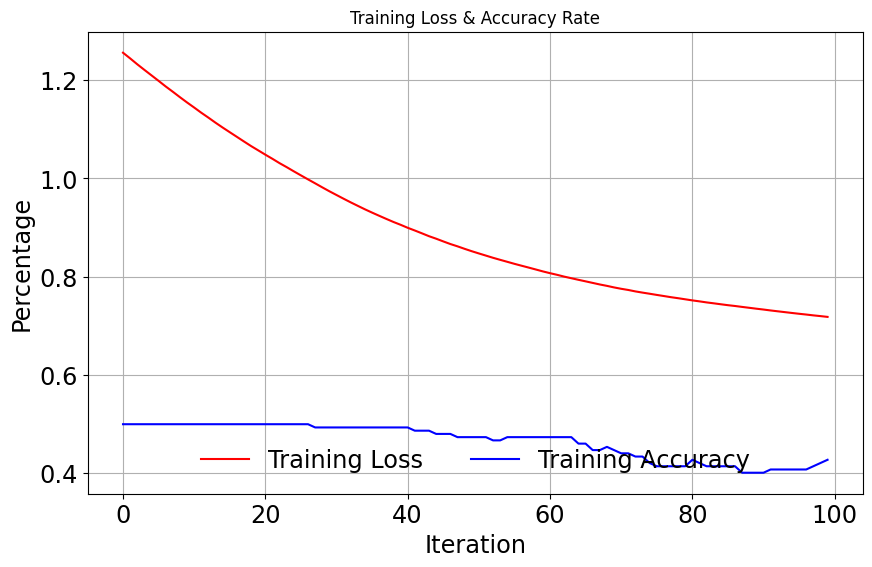 Training Loss & Accuracy Rate
Percentage
1.2
1.0
0.8
0.6
0.4
Training Loss
Training Accuracy
0 20 40 60 80 100
Iteration